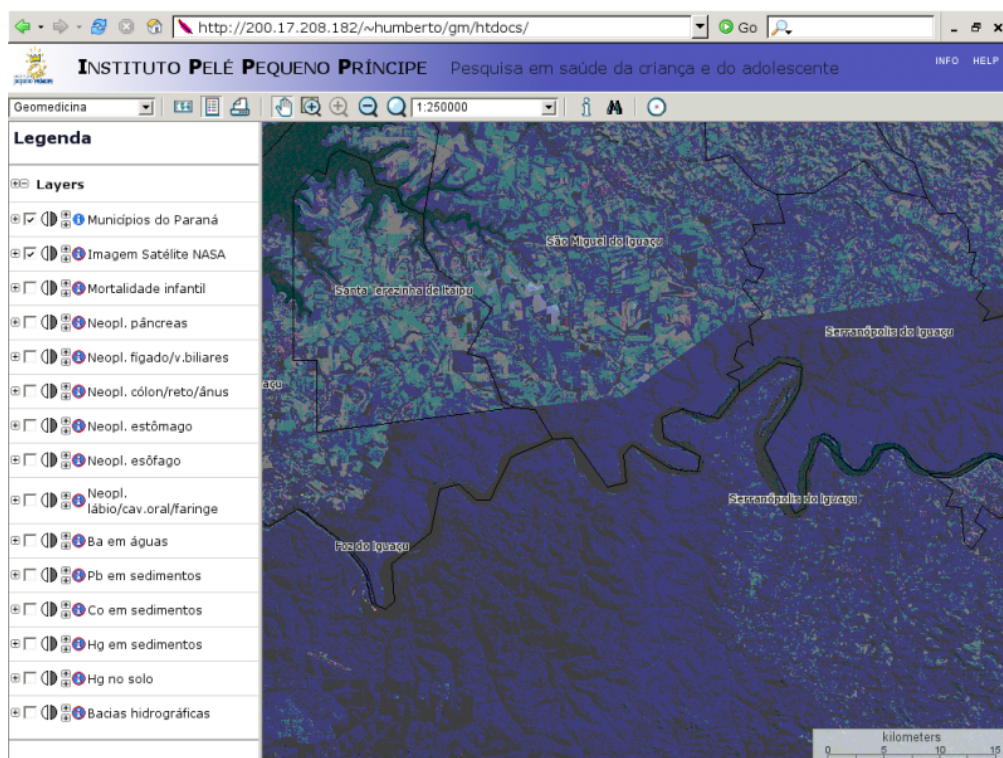 http://200.17.208.182/~humberto/gm/htdocs/
Go
INSTITUTO PELÉ PEQUENO PRÍNCIPE Pesquisa em saúde da criança e do adolescente
INFO HELP
Geomedicina
1:250000
Legenda
Layers
Municípios do Paraná
Imagem Satélite NASA
Mortalidade infantil
Neopl. pâncreas
Neopl. fígado/v.biliares
Neopl. cólon/reto/ânus
Neopl. estômago
Neopl. esôfago
Neopl.
lábio/cav.oral/faringe
Ba em águas
Pb em sedimentos
Co em sedimentos
Hg em sedimentos
Hg no solo
Bacias hidrográficas
São Miguel do Iguaçu
Santa Terezinha de Itaipu
Serranópolis do Iguaçu
açu
Serranópolis do Iguaçu
Foz do Iguaçu
kilometers
0 5 10 15